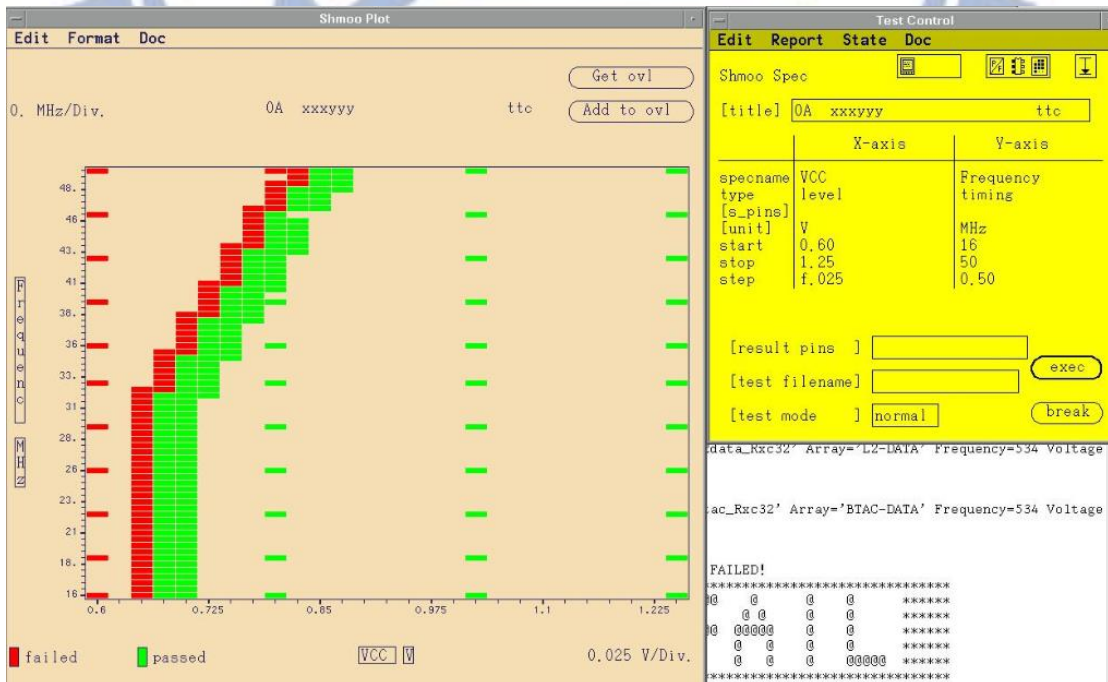 Shmoo Plot
Edit Format Doc
Get ovl
0. MHz/Div. 0A xxxyyy ttc Add to ovl
48.
46
43.
41
38.
36
33.
31
28.
26
23.
21
18.
16
Frequenc
MHz
0.6 0.725 0.85 0.975 1.1 1.225
failed passed VCC V 0.025 V/Div.
Test Control
Edit Report State Doc
Shmoo Spec
[title] 0A xxxyyy ttc
X-axis Y-axis
specname VCC Frequency
type level timing
[s_pins]
[unit] V MHz
start 0.60 16
stop 1.25 50
step f.025 0.50
[result pins ]
exec
[test filename]
[test mode ] normal break
data_Rxc32' Array='L2-DATA' Frequency=534 Voltage
ac_Rxc32' Array='BTAC-DATA' Frequency=534 Voltage
FAILED!
*******************************
@ @ @ @ ******
@ @ @ @ ******
@ @@@@@ @ @ ******
@ @ @ @ ******
@ @ @ @@@@@ ******
*******************************